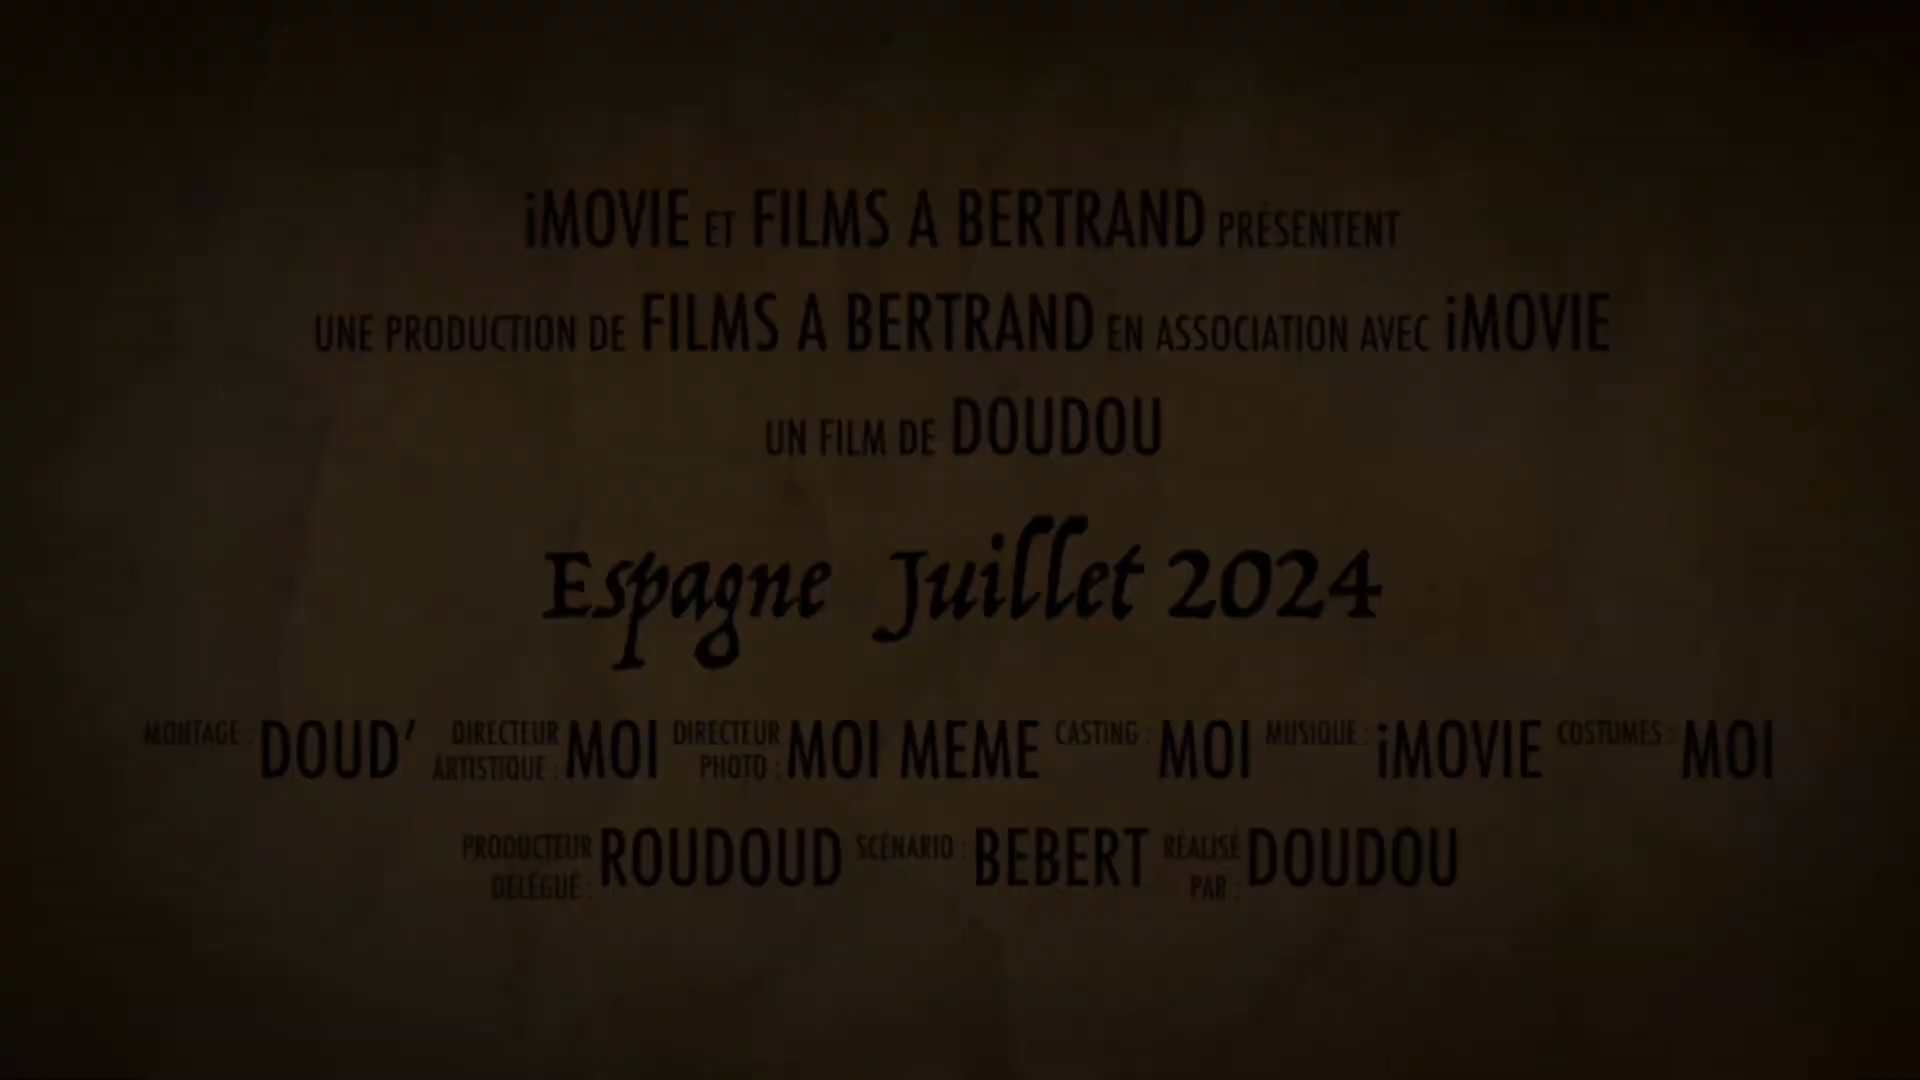 iMOVIE ET FILMS A BERTRAND PRÉSENTENT
UNE PRODUCTION DE FILMS A BERTRAND EN ASSOCIATION AVEC iMOVIE
UN FILM DE DOUDOU
Espagne Juillet 2024
MONTAGE : DOUD' DIRECTEUR ARTISTIQUE : MOI DIRECTEUR PHOTO : MOI MEME CASTING : MOI MUSIQUE : iMOVIE COSTUMES : MOI
PRODUCTEUR DÉLÉGUÉ : ROUDOUD SCÉNARIO : BEBERT RÉALISÉ PAR : DOUDOU